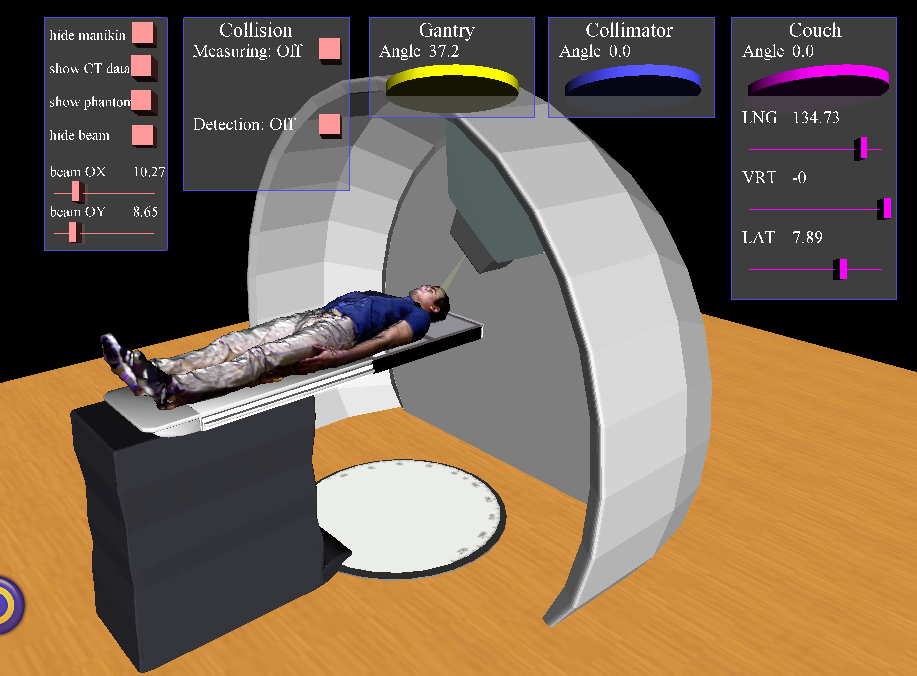 hide manikin
show CT data
show phantom
hide beam
beam OX 10.27
beam OY 8.65
Collision
Measuring: Off
Detection: Off
Gantry
Angle 37.2
Collimator
Angle 0.0
Couch
Angle 0.0
LNG 134.73
VRT -0
LAT 7.89